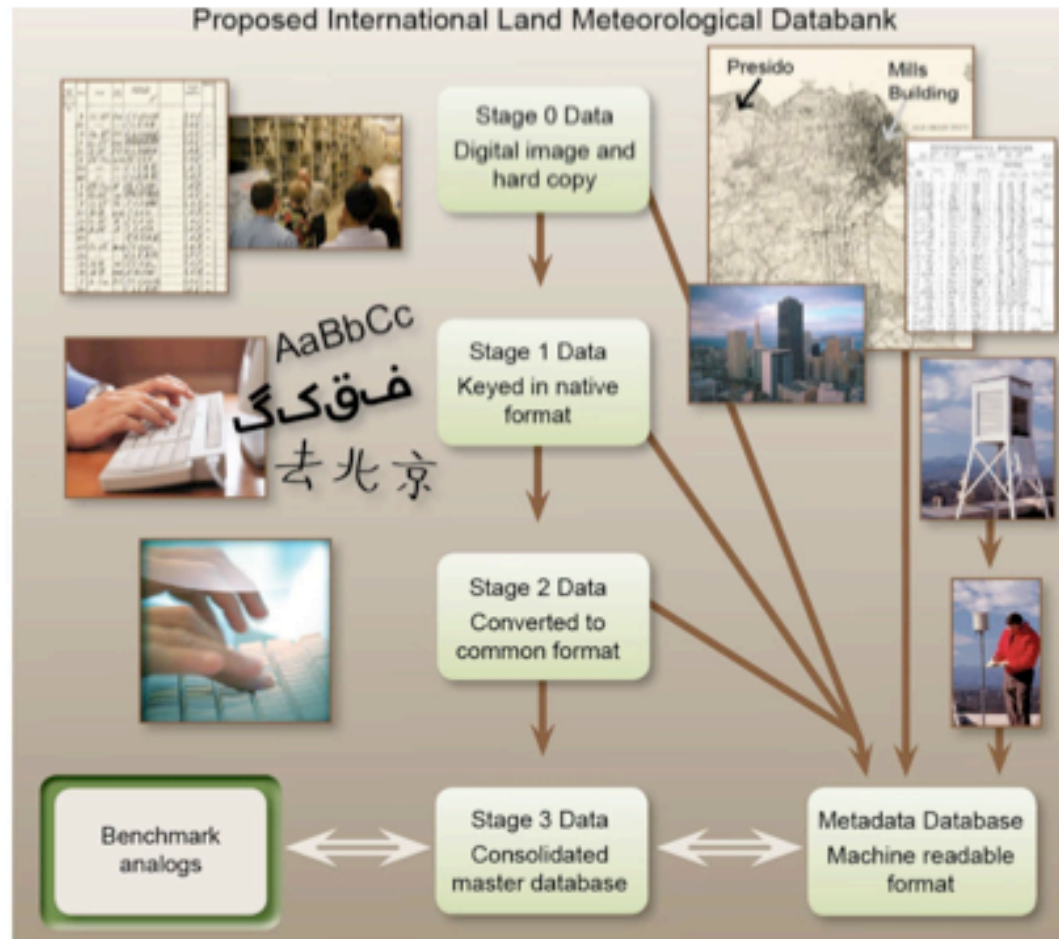 Proposed International Land Meteorological Databank
Presido
Mills
Building
Stage 0 Data
Digital image and
hard copy
AaBbCc
ف‌ق‌ک‌گ
去北京
Stage 1 Data
Keyed in native
format
Stage 2 Data
Converted to
common format
Benchmark
analogs
Stage 3 Data
Consolidated
master database
Metadata Database
Machine readable
format